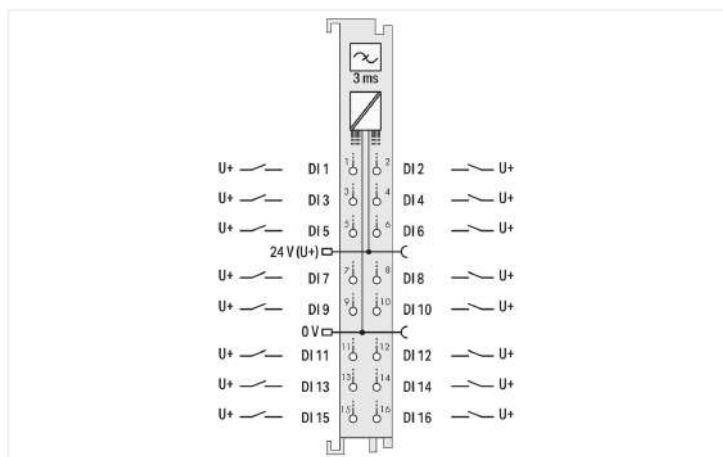 3 ms
U+ DI 1 1 2 DI 2 U+
U+ DI 3 3 4 DI 4 U+
U+ DI 5 5 6 DI 6 U+
24 V (U+)
U+ DI 7 7 8 DI 8 U+
U+ DI 9 9 10 DI 10 U+
0 V
U+ DI 11 11 12 DI 12 U+
U+ DI 13 13 14 DI 14 U+
U+ DI 15 15 16 DI 16 U+